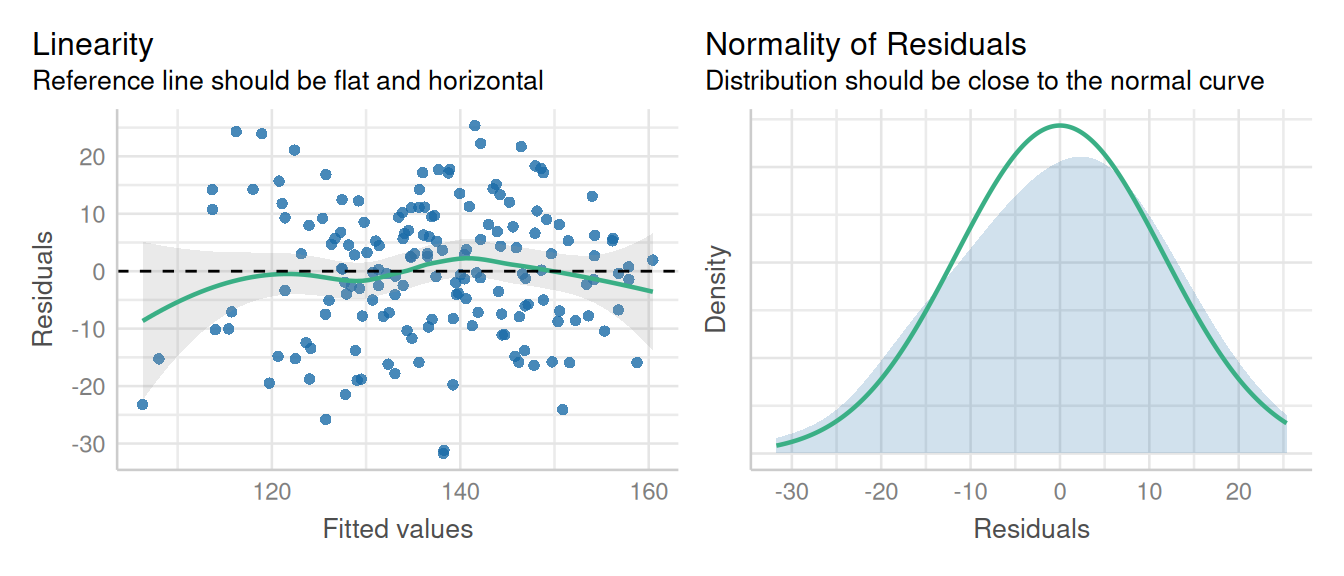 Linearity
Reference line should be flat and horizontal
20
10
0
-10
-20
-30
Residuals
120
140
160
Fitted values
Normality of Residuals
Distribution should be close to the normal curve
Density
-30
-20
-10
0
10
20
Residuals